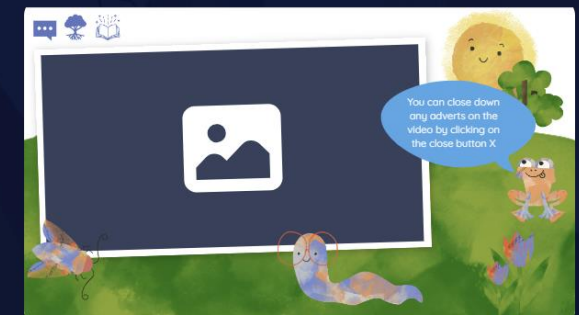 You can close down
any adverts on the
video by clicking on
the close button X